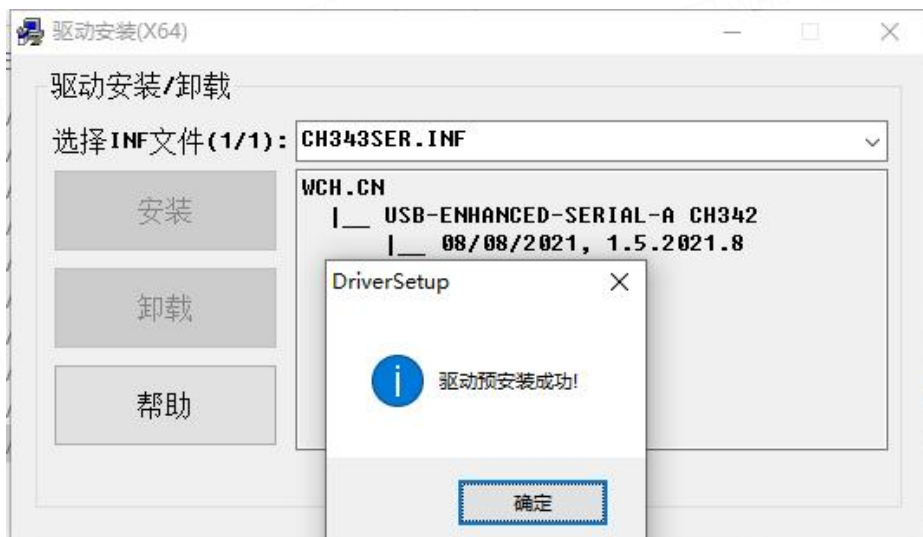 驱动安装(X64)
驱动安装/卸载
选择INF文件(1/1):
CH343SER.INF
安装
卸载
帮助
WCH.CN
|__ USB-ENHANCED-SERIAL-A CH342
|__ 08/08/2021, 1.5.2021.8
DriverSetup
驱动预安装成功!
确定